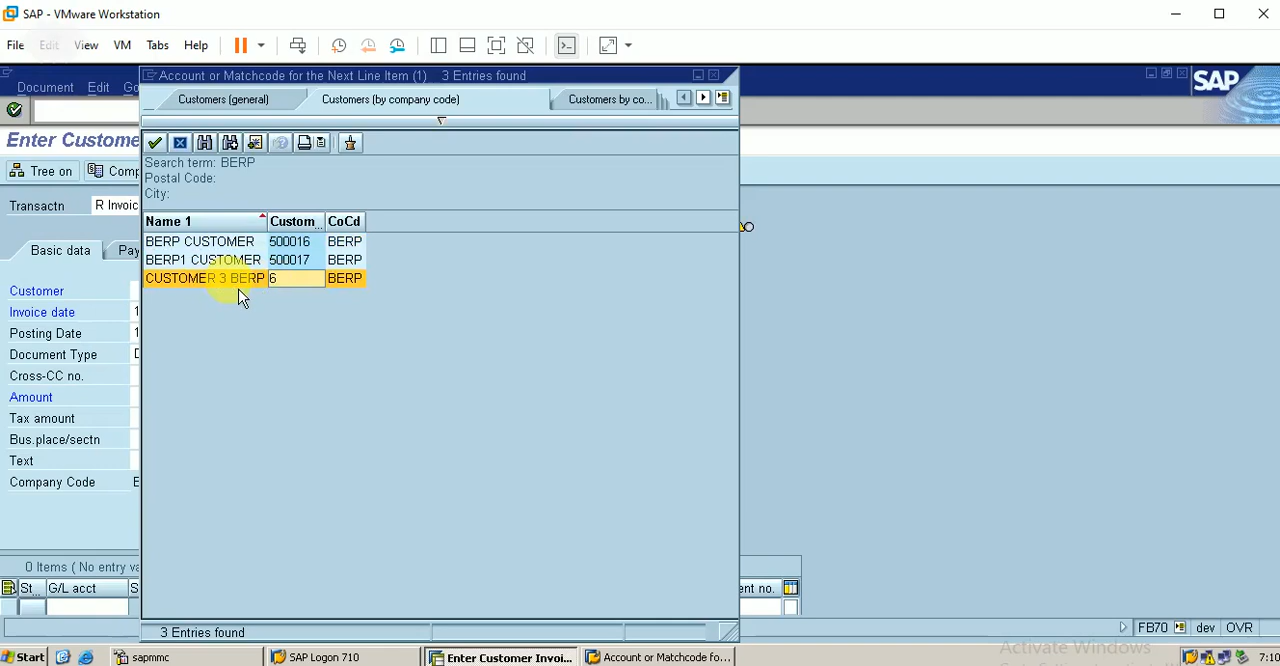 SAP - VMware Workstation
File Edit View VM Tabs Help
Account or Matchcode for the Next Line Item (1) 3 Entries found
Document Edit
SAP
Customers (general) Customers (by company code) Customers by co...
Enter Custome
Tree on Comp
Search term: BERP
Postal Code:
City:
Transactn R Invoic
Name 1 Custom... CoCd
BERP CUSTOMER 500016 BERP
BERP1 CUSTOMER 500017 BERP
CUSTOMER 3 BERP 6 BERP
Basic data Pay
Customer
Invoice date 1
Posting Date 1
Document Type D
Cross-CC no.
Amount
Tax amount
Bus.place/sectn
Text
Company Code
0 Items ( No entry va
St... G/L acct S ent no.
3 Entries found
FB70 dev OVR
Activate Windows
Start sapmmc SAP Logon 710 Enter Customer Invoi... Account or Matchcode fo... 7:10